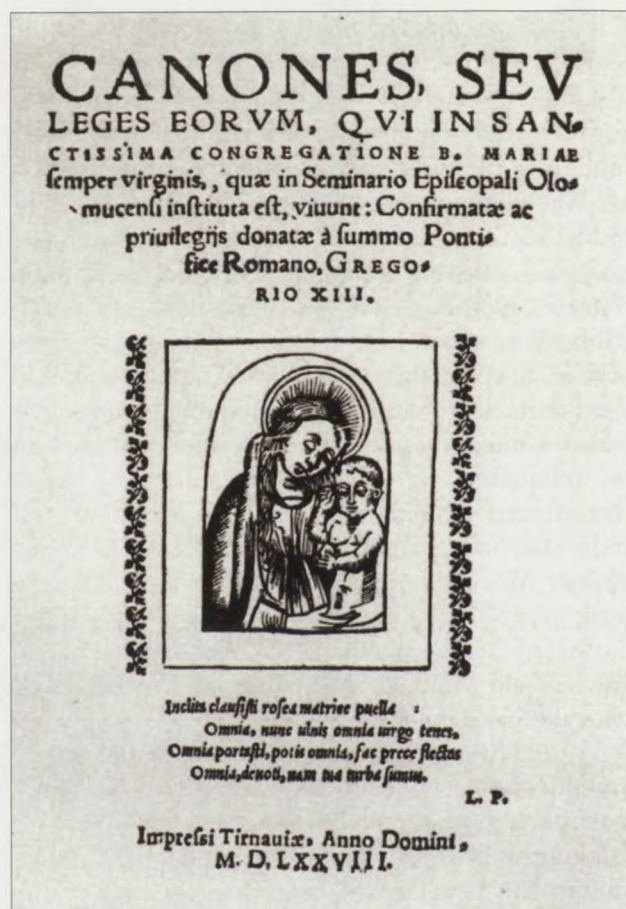 CANONES, SEV
LEGES EORVM, QVI IN SAN⸗
CTISSIMA CONGREGATIONE B. MARIAE
ſemper virginis, , quæ in Seminario Epiſcopali Olo⸗
mucenſi inſtituta eſt, viuunt: Confirmatæ ac
priuilegijs donatæ à ſummo Ponti⸗
fice Romano, GREGO⸗
RIO XIII.
Inclita clauſiſti roſea matrice puella :
Omnia, nunc ulnis omnia uirgo tenes,
Omnia portaſti, potis omnia, fac prece flectas
Omnia, deuoti, nam tua turba ſumus.
L. P.
Impreſſi Tirnauiæ, Anno Domini,
M. D. LXXVIII.